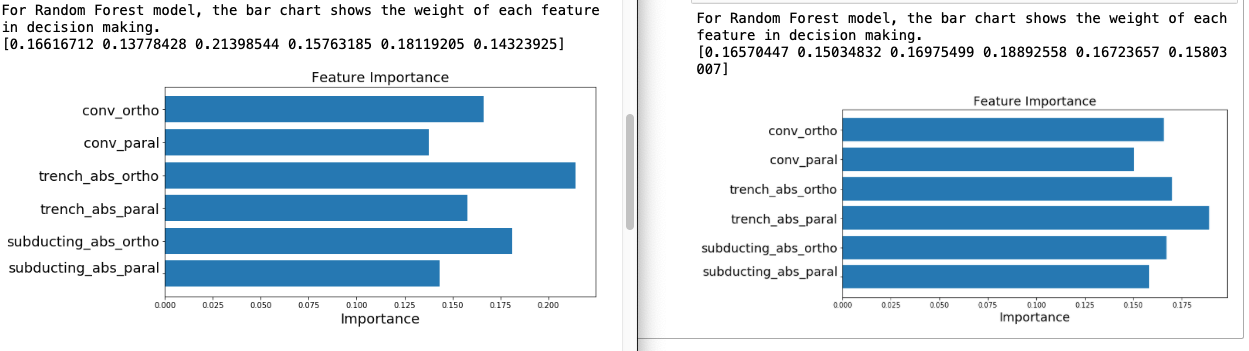 For Random Forest model, the bar chart shows the weight of each feature
in decision making.
[0.16616712 0.13778428 0.21398544 0.15763185 0.18119205 0.14323925]
Feature Importance
conv_ortho
conv_paral
trench_abs_ortho
trench_abs_paral
subducting_abs_ortho
subducting_abs_paral
0.000 0.025 0.050 0.075 0.100 0.125 0.150 0.175 0.200
Importance
For Random Forest model, the bar chart shows the weight of each
feature in decision making.
[0.16570447 0.15034832 0.16975499 0.18892558 0.16723657 0.15803
007]
Feature Importance
conv_ortho
conv_paral
trench_abs_ortho
trench_abs_paral
subducting_abs_ortho
subducting_abs_paral
0.000 0.025 0.050 0.075 0.100 0.125 0.150 0.175
Importance